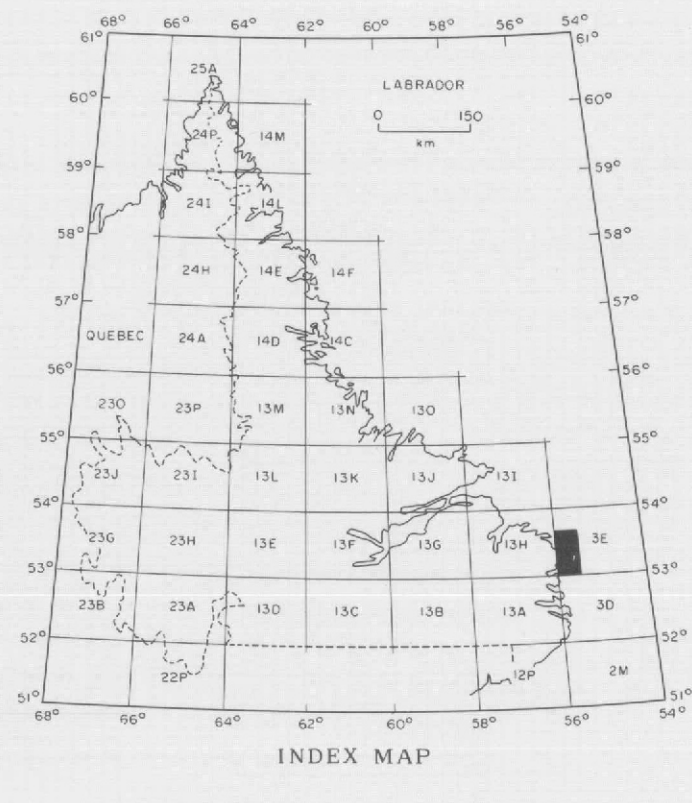 68° 66° 64° 62° 60° 58° 56° 54°
61° 61°
25A
LABRADOR
60° 60°
0 150
km
24P 14M
59° 59°
24I 14L
58° 58°
24H 14E 14F
57° 57°
QUEBEC 24A 14D 14C
56° 56°
23O 23P 13M 13N 13O
55° 55°
23J 23I 13L 13K 13J 13I
54° 54°
23G 23H 13E 13F 13G 13H 3E
53° 53°
23B 23A 13D 13C 13B 13A 3D
52° 52°
22P 12P 2M
51° 51°
68° 66° 64° 62° 60° 58° 56° 54°
INDEX MAP